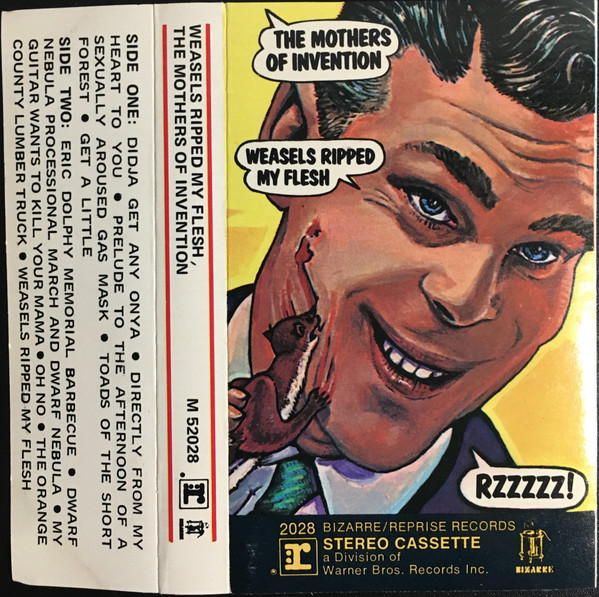 SIDE ONE: DIDJA GET ANY ONYA • DIRECTLY FROM MY
HEART TO YOU • PRELUDE TO THE AFTERNOON OF A
SEXUALLY AROUSED GAS MASK • TOADS OF THE SHORT
FOREST • GET A LITTLE
SIDE TWO: ERIC DOLPHY MEMORIAL BARBECUE • DWARF
NEBULA PROCESSIONAL MARCH AND DWARF NEBULA • MY
GUITAR WANTS TO KILL YOUR MAMA • OH NO • THE ORANGE
COUNTY LUMBER TRUCK • WEASELS RIPPED MY FLESH
WEASELS RIPPED MY FLESH,
THE MOTHERS OF INVENTION
M 52028
r
THE MOTHERS
OF INVENTION
WEASELS RIPPED
MY FLESH
RZZZZZ!
2028 BIZARRE/REPRISE RECORDS
r STEREO CASSETTE
a Division of
Warner Bros. Records Inc.
BIZARRE